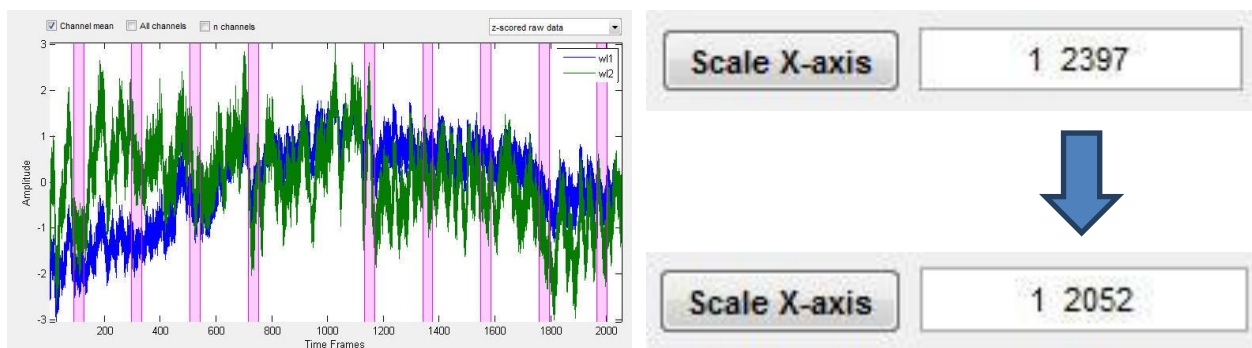 Channel mean All channels n channels z-scored raw data
wl1
wl2
3
2
1
0
-1
-2
-3
Amplitude
200 400 600 800 1000 1200 1400 1600 1800 2000
Time Frames
Scale X-axis 1 2397
Scale X-axis 1 2052